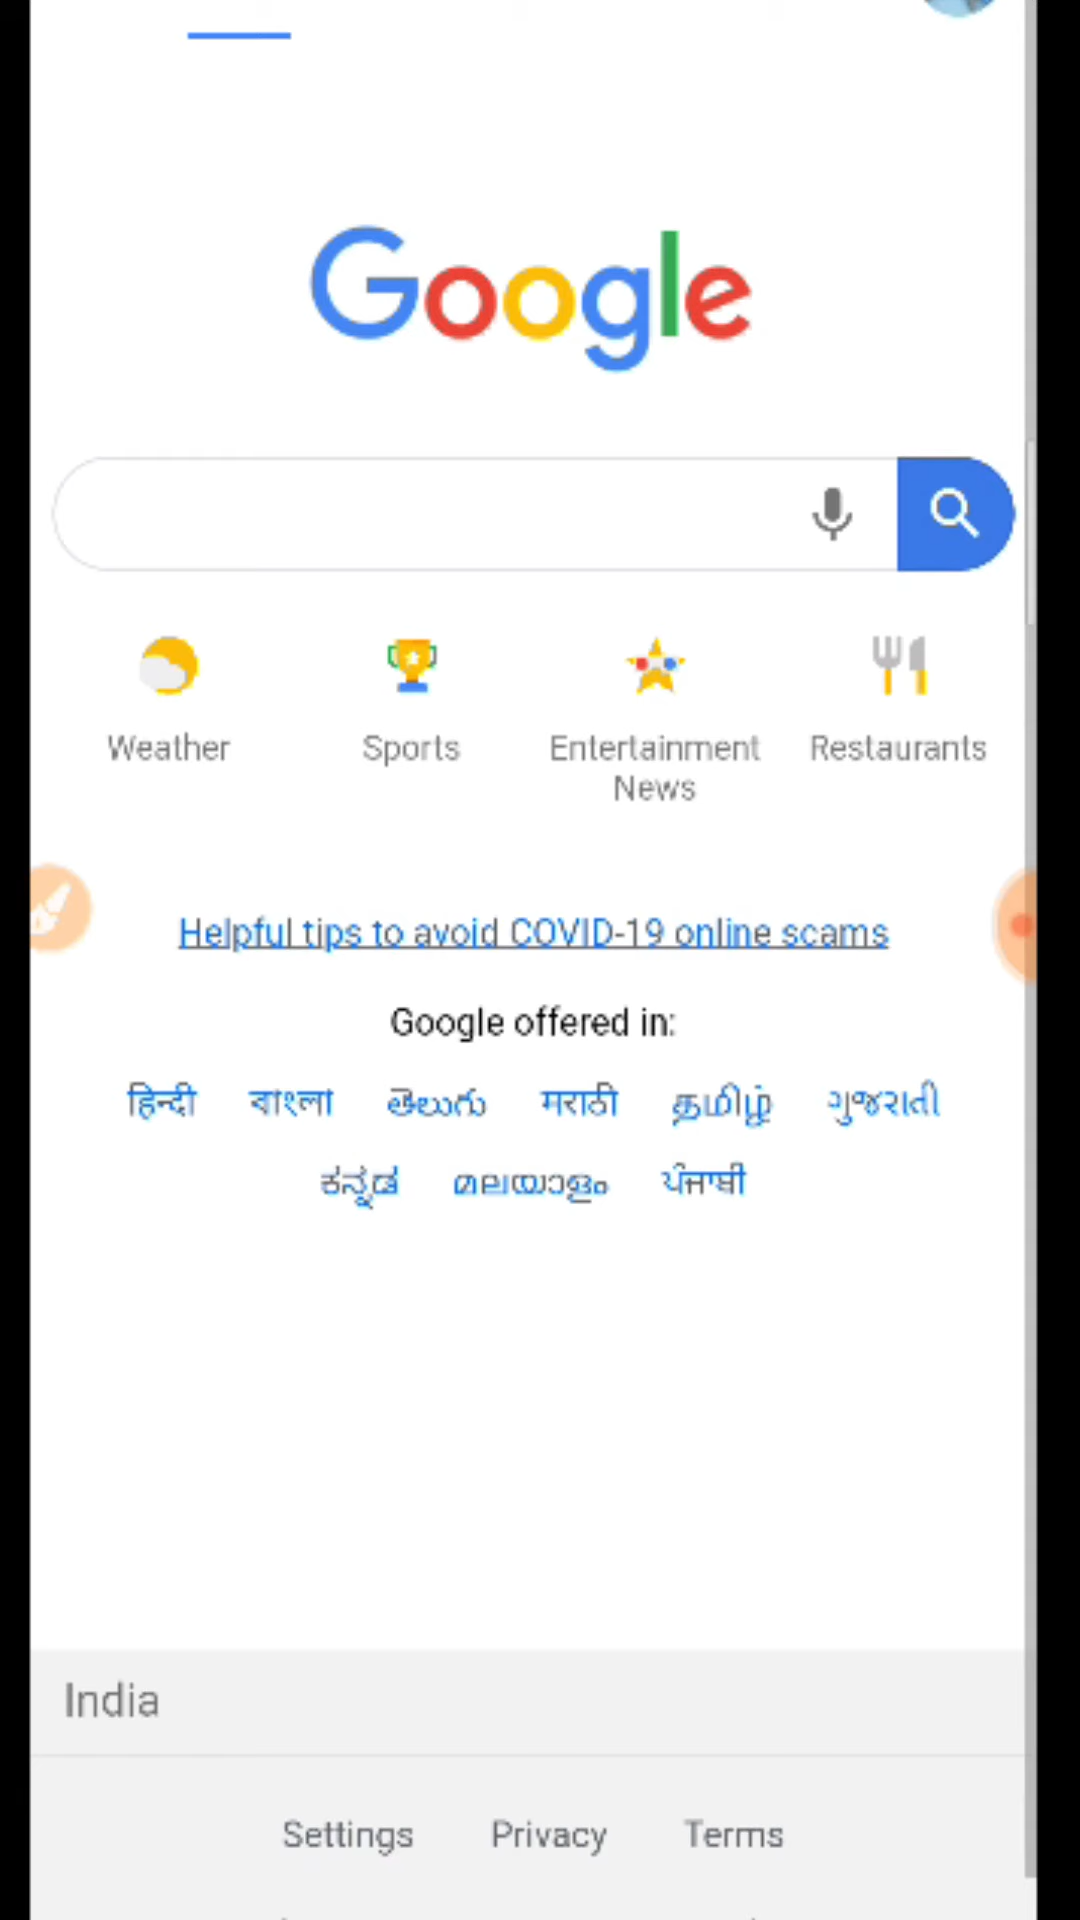 Google
Weather Sports Entertainment News Restaurants
Helpful tips to avoid COVID-19 online scams
Google offered in:
हिन्दी বাংলা తెలుగు मराठी தமிழ் ગુજરાતી
ಕನ್ನಡ മലയാളം ਪੰਜਾਬੀ
India
Settings Privacy Terms